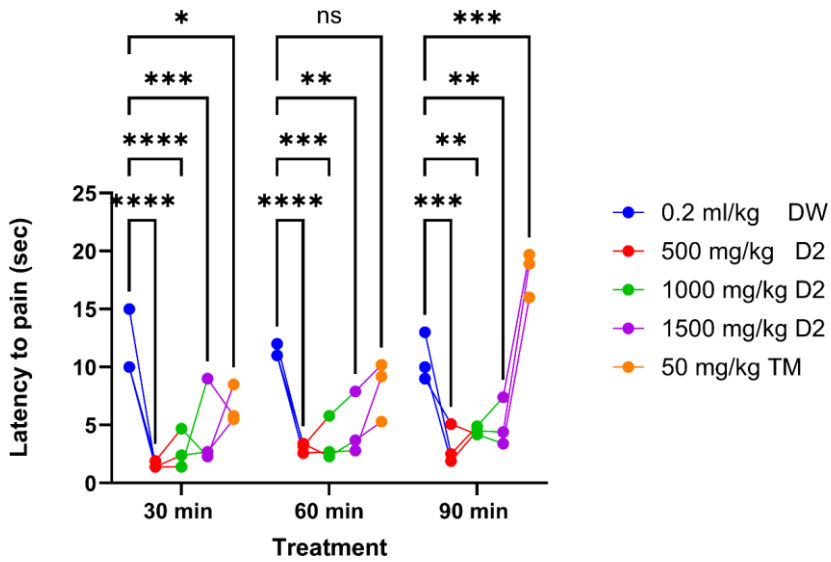 * ns ***
*** ** **
**** *** **
**** **** ***
25
20
15
10
5
0
Latency to pain (sec)
30 min 60 min 90 min
Treatment
0.2 ml/kg DW
500 mg/kg D2
1000 mg/kg D2
1500 mg/kg D2
50 mg/kg TM